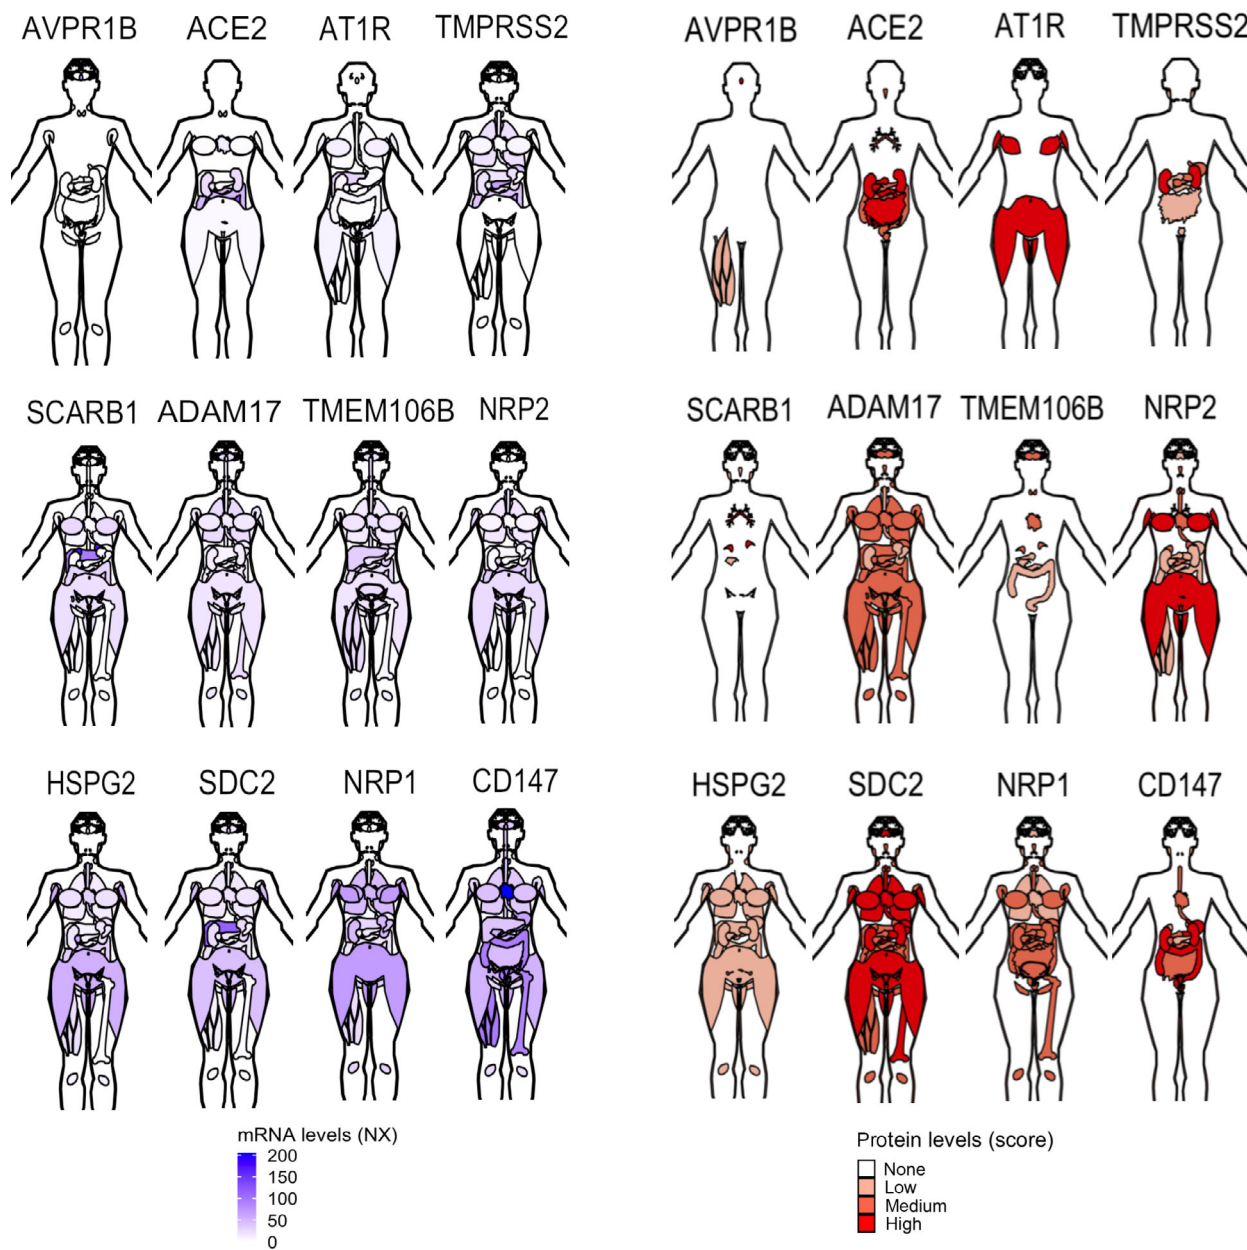 AVPR1B ACE2 AT1R TMPRSS2
AVPR1B ACE2 AT1R TMPRSS2
SCARB1 ADAM17 TMEM106B NRP2
SCARB1 ADAM17 TMEM106B NRP2
HSPG2 SDC2 NRP1 CD147
HSPG2 SDC2 NRP1 CD147
mRNA levels (NX)
200
150
100
50
0
Protein levels (score)
None
Low
Medium
High